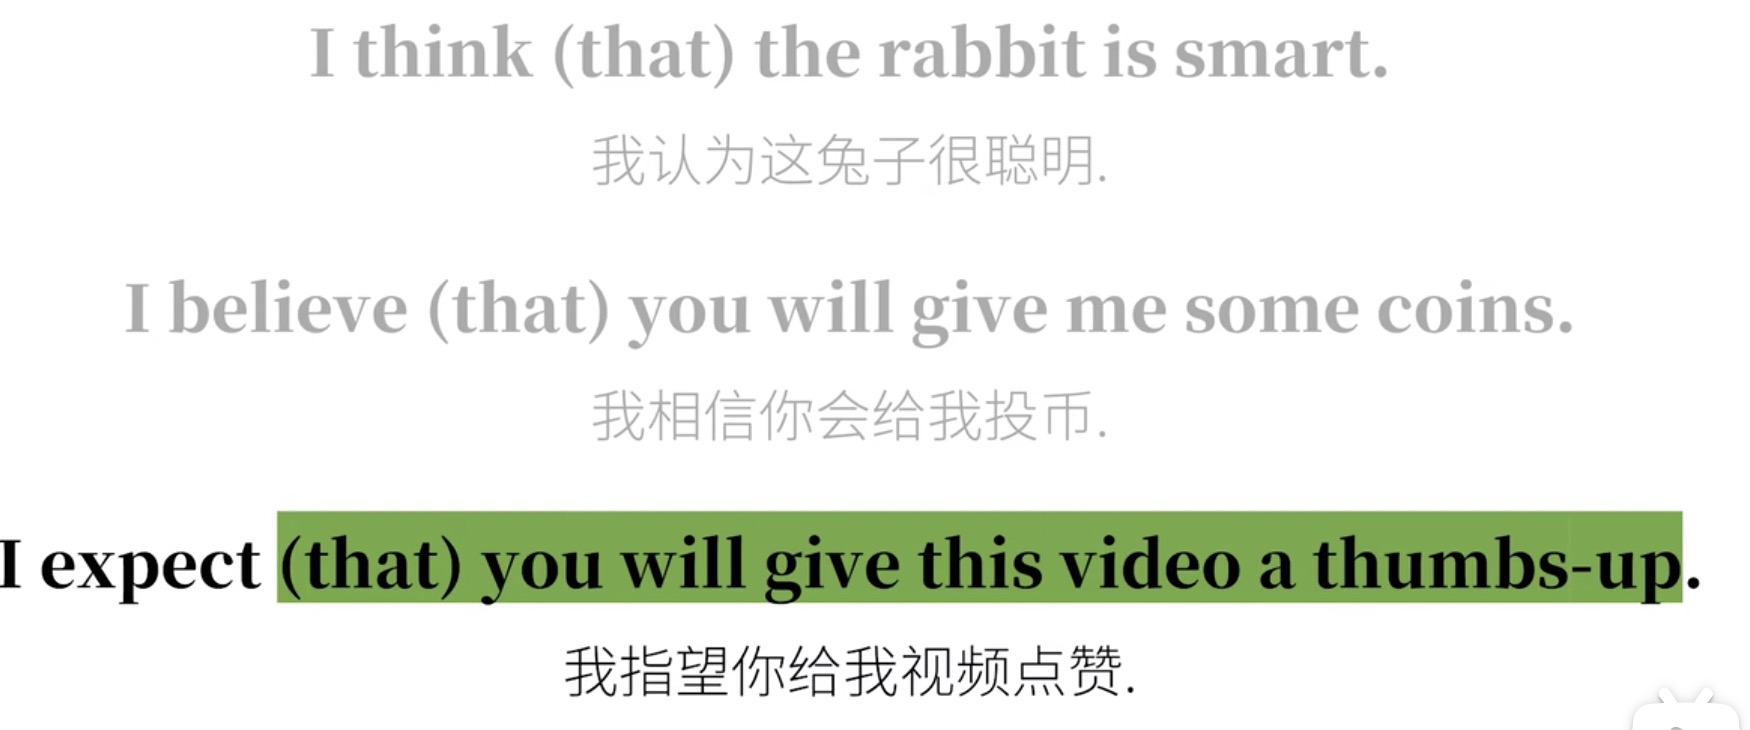 I think (that) the rabbit is smart.
我认为这兔子很聪明.
I believe (that) you will give me some coins.
我相信你会给我投币.
I expect (that) you will give this video a thumbs-up.
我指望你给我视频点赞.